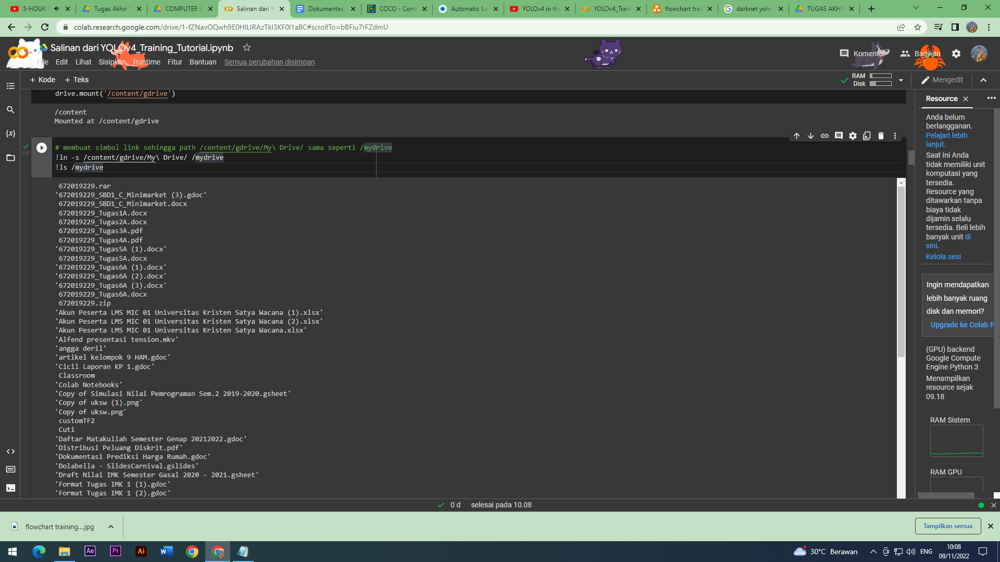 5-HOUR S
Tugas Akhir 1
COMPUTER V
Salinan dari Y
Dokumentasi
COCO - Com
Automatic Lic
YOLOv4 in the
YOLOv4_Train
flowchart train
darknet yolo
TUGAS AKHIR
colab.research.google.com/drive/1-fZNavOQwh9E0HILIRAzTkI3KF0I1aBC#scrollTo=bBFiu7rFZdmU
Salinan dari YOLOv4_Training_Tutorial.ipynb
File Edit Lihat Sisipkan Runtime Fitur Bantuan Semua perubahan disimpan
Komentar Bagikan
+ Kode + Teks
RAM
Disk
Mengedit
drive.mount('/content/gdrive')
/content
Mounted at /content/gdrive
0 d
# membuat simbol link sehingga path /content/gdrive/My\ Drive/ sama seperti /mydrive
!ln -s /content/gdrive/My\ Drive/ /mydrive
!ls /mydrive
672019229.rar
'672019229_SBD1_C_Minimarket (3).gdoc'
672019229_SBD1_C_Minimarket.docx
672019229_Tugas1A.docx
672019229_Tugas2A.docx
672019229_Tugas3A.pdf
672019229_Tugas4A.pdf
'672019229_Tugas5A (1).docx'
672019229_Tugas5A.docx
'672019229_Tugas6A (1).docx'
'672019229_Tugas6A (2).docx'
'672019229_Tugas6A (3).docx'
672019229_Tugas6A.docx
672019229.zip
'Akun Peserta LMS MIC 01 Universitas Kristen Satya Wacana (1).xlsx'
'Akun Peserta LMS MIC 01 Universitas Kristen Satya Wacana (2).xlsx'
'Akun Peserta LMS MIC 01 Universitas Kristen Satya Wacana.xlsx'
'Alfend presentasi tension.mkv'
'angga deril'
'artikel kelompok 9 HAM.gdoc'
'Cicil Laporan KP 1.gdoc'
Classroom
'Colab Notebooks'
'Copy of Simulasi Nilai Pemrograman Sem.2 2019-2020.gsheet'
'Copy of uksw (1).png'
'Copy of uksw.png'
customTF2
Cuti
'Daftar Matakuliah Semester Genap 20212022.gdoc'
'Distribusi Peluang Diskrit.pdf'
'Dokumentasi Prediksi Harga Rumah.gdoc'
'Dolabella · SlidesCarnival.gslides'
'Draft Nilai IMK Semester Gasal 2020 - 2021.gsheet'
'Format Tugas IMK 1 (1).gdoc'
'Format Tugas IMK 1 (2).gdoc'
Resource
Anda belum
berlangganan.
Pelajari lebih
lanjut.
Saat ini Anda
tidak memiliki unit
komputasi yang
tersedia.
Resource yang
ditawarkan tanpa
biaya tidak
dijamin selalu
tersedia. Beli lebih
banyak unit di
sini.
Kelola sesi
Ingin mendapatkan
lebih banyak ruang
disk dan memori?
Upgrade ke Colab P
(GPU) backend
Google Compute
Engine Python 3
Menampilkan
resource sejak
09.18
RAM Sistem
RAM GPU
0 d selesai pada 10.08
flowchart training....jpg
Tampilkan semua
Ae
Pr
Ai
W
30°C Berawan
ENG
10:08
09/11/2022